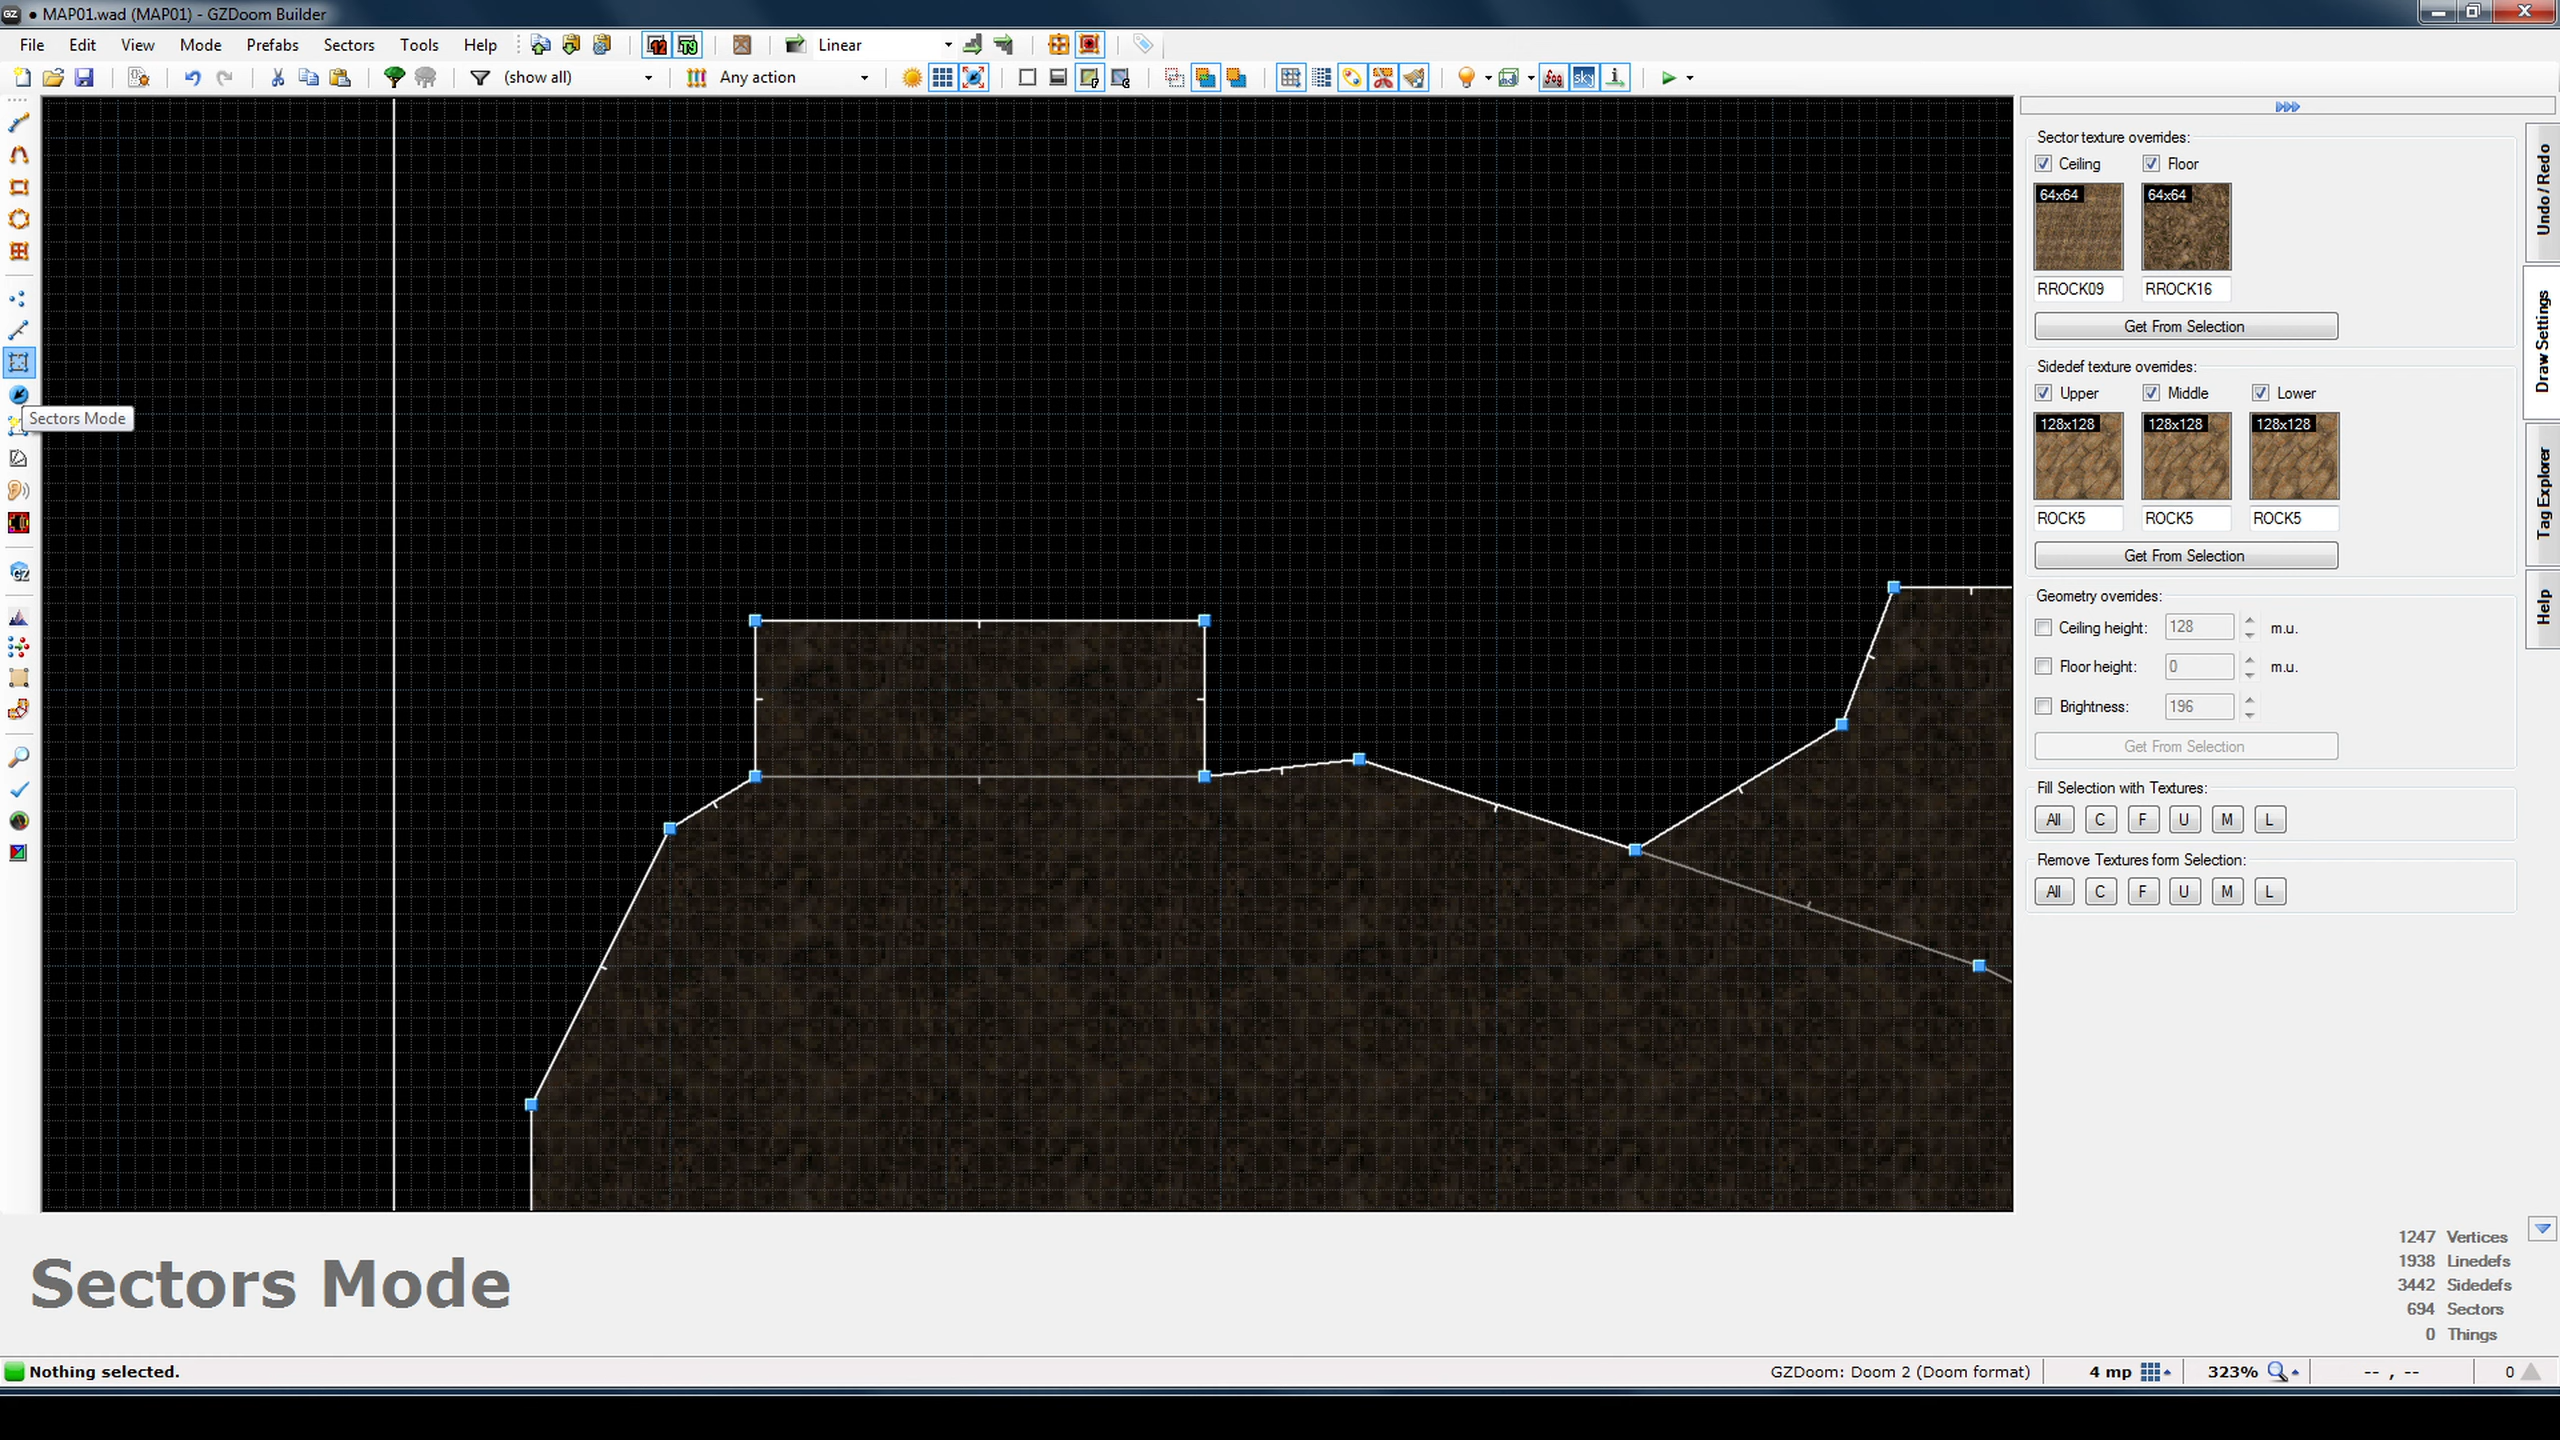 ● MAP01.wad (MAP01) - GZDoom Builder
File Edit View Mode Prefabs Sectors Tools Help Linear
(show all) Any action fog sky
Sectors Mode
GZ
Sector texture overrides:
Ceiling Floor
64x64 64x64
RROCK09 RROCK16
Get From Selection
Sidedef texture overrides:
Upper Middle Lower
128x128 128x128 128x128
ROCK5 ROCK5 ROCK5
Get From Selection
Geometry overrides:
Ceiling height: 128 m.u.
Floor height: 0 m.u.
Brightness: 196
Get From Selection
Fill Selection with Textures:
All C F U M L
Remove Textures form Selection:
All C F U M L
Undo / Redo
Draw Settings
Tag Explorer
Help
Sectors Mode
1247 Vertices
1938 Linedefs
3442 Sidedefs
694 Sectors
0 Things
Nothing selected. GZDoom: Doom 2 (Doom format) 4 mp 323% -- , -- 0